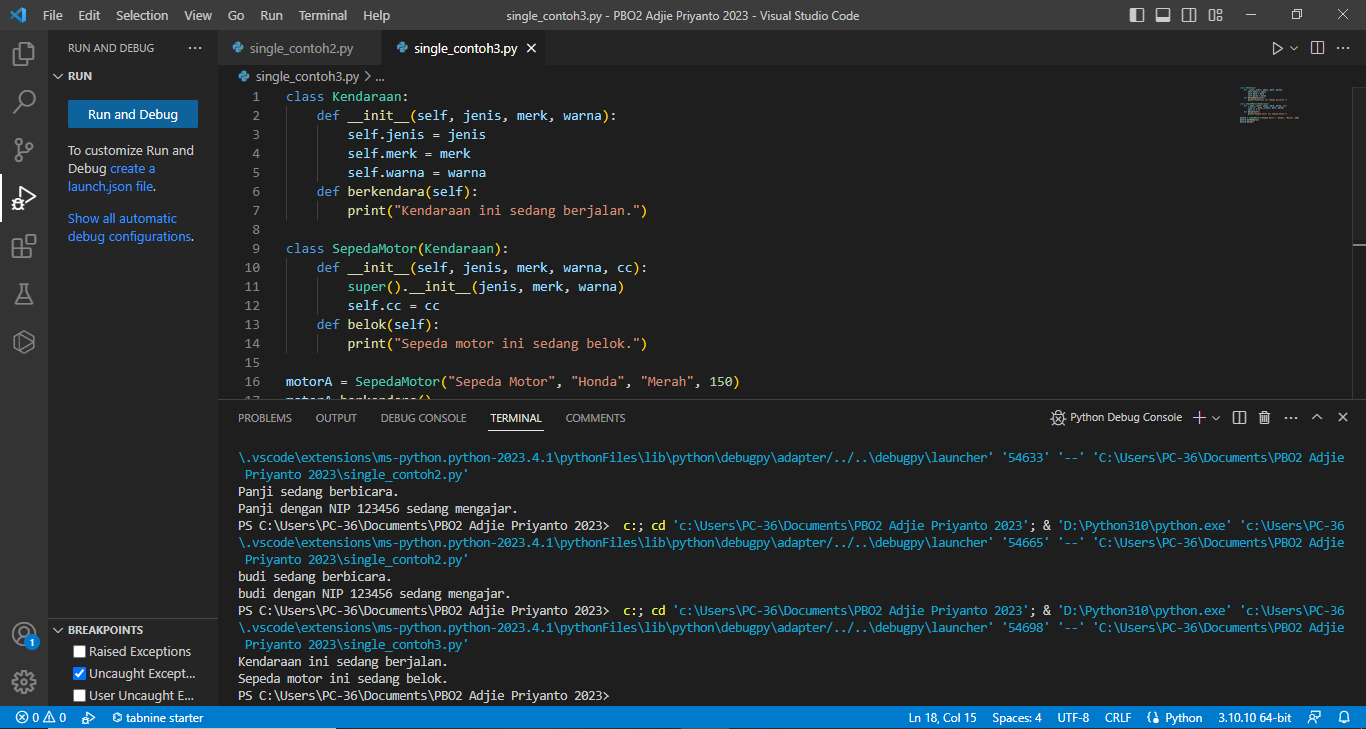 File Edit Selection View Go Run Terminal Help single_contoh3.py - PBO2 Adjie Priyanto 2023 - Visual Studio Code
RUN AND DEBUG ···
RUN
Run and Debug
To customize Run and
Debug create a
launch.json file.
Show all automatic
debug configurations.
BREAKPOINTS
Raised Exceptions
Uncaught Except...
User Uncaught E...
1
single_contoh2.py single_contoh3.py
single_contoh3.py > ...
1 class Kendaraan:
2 def __init__(self, jenis, merk, warna):
3 self.jenis = jenis
4 self.merk = merk
5 self.warna = warna
6 def berkendara(self):
7 print("Kendaraan ini sedang berjalan.")
8
9 class SepedaMotor(Kendaraan):
10 def __init__(self, jenis, merk, warna, cc):
11 super().__init__(jenis, merk, warna)
12 self.cc = cc
13 def belok(self):
14 print("Sepeda motor ini sedang belok.")
15
16 motorA = SepedaMotor("Sepeda Motor", "Honda", "Merah", 150)
17 motorA.berkendara()
PROBLEMS OUTPUT DEBUG CONSOLE TERMINAL COMMENTS Python Debug Console
\.vscode\extensions\ms-python.python-2023.4.1\pythonFiles\lib\python\debugpy\adapter/../..\debugpy\launcher' '54633' '--' 'C:\Users\PC-36\Documents\PBO2 Adjie
Priyanto 2023\single_contoh2.py'
Panji sedang berbicara.
Panji dengan NIP 123456 sedang mengajar.
PS C:\Users\PC-36\Documents\PBO2 Adjie Priyanto 2023> c:; cd 'c:\Users\PC-36\Documents\PBO2 Adjie Priyanto 2023'; & 'D:\Python310\python.exe' 'c:\Users\PC-36
\.vscode\extensions\ms-python.python-2023.4.1\pythonFiles\lib\python\debugpy\adapter/../..\debugpy\launcher' '54665' '--' 'C:\Users\PC-36\Documents\PBO2 Adjie
Priyanto 2023\single_contoh2.py'
budi sedang berbicara.
budi dengan NIP 123456 sedang mengajar.
PS C:\Users\PC-36\Documents\PBO2 Adjie Priyanto 2023> c:; cd 'c:\Users\PC-36\Documents\PBO2 Adjie Priyanto 2023'; & 'D:\Python310\python.exe' 'c:\Users\PC-36
\.vscode\extensions\ms-python.python-2023.4.1\pythonFiles\lib\python\debugpy\adapter/../..\debugpy\launcher' '54698' '--' 'C:\Users\PC-36\Documents\PBO2 Adjie
Priyanto 2023\single_contoh3.py'
Kendaraan ini sedang berjalan.
Sepeda motor ini sedang belok.
PS C:\Users\PC-36\Documents\PBO2 Adjie Priyanto 2023>
0 0 tabnine starter Ln 18, Col 15 Spaces: 4 UTF-8 CRLF Python 3.10.10 64-bit